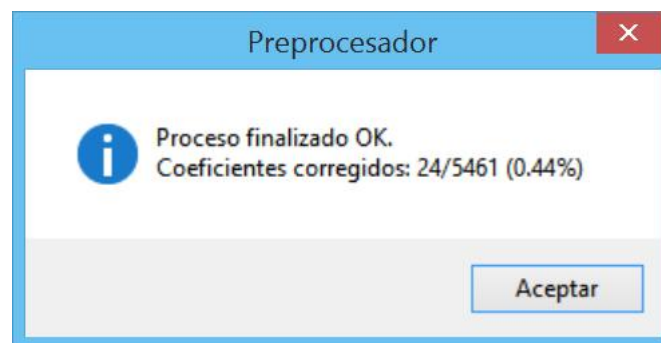 Preprocesador
Proceso finalizado OK.
Coeficientes corregidos: 24/5461 (0.44%)
Aceptar